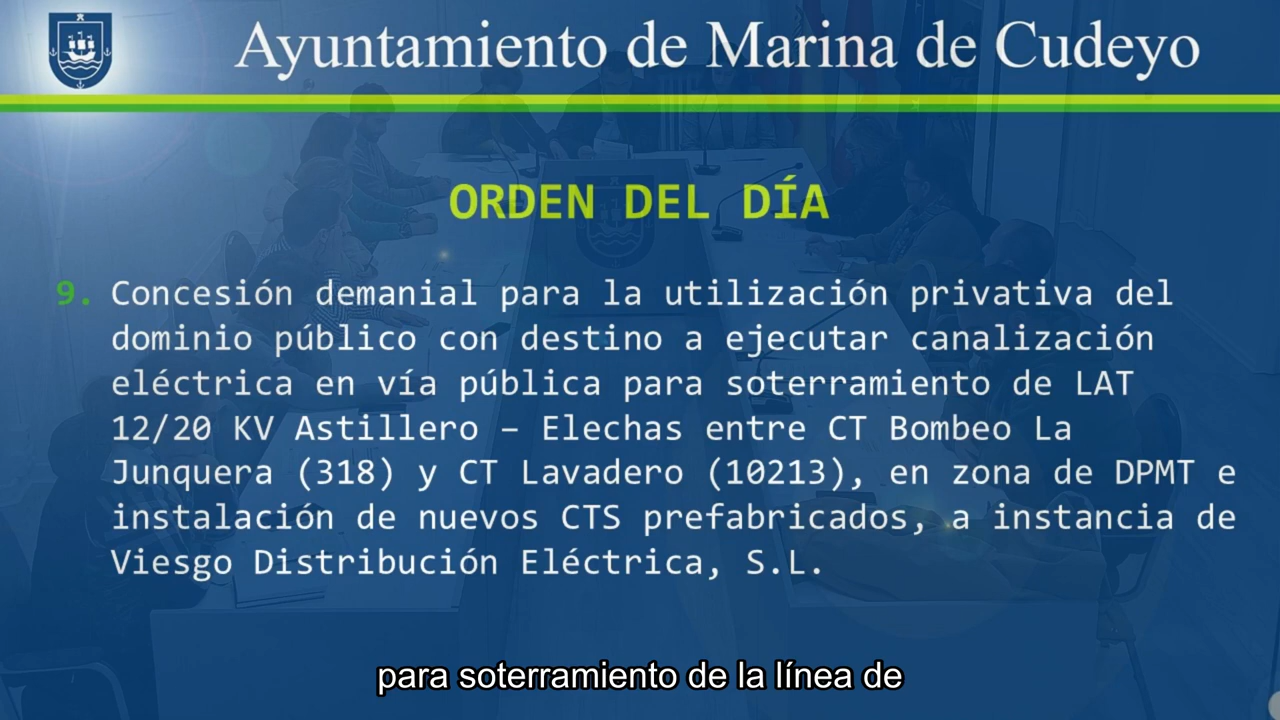 Ayuntamiento de Marina de Cudeyo
ORDEN DEL DÍA
9. Concesión demanial para la utilización privativa del
dominio público con destino a ejecutar canalización
eléctrica en vía pública para soterramiento de LAT
12/20 KV Astillero – Elechas entre CT Bombeo La
Junquera (318) y CT Lavadero (10213), en zona de DPMT e
instalación de nuevos CTS prefabricados, a instancia de
Viesgo Distribución Eléctrica, S.L.
para soterramiento de la línea de